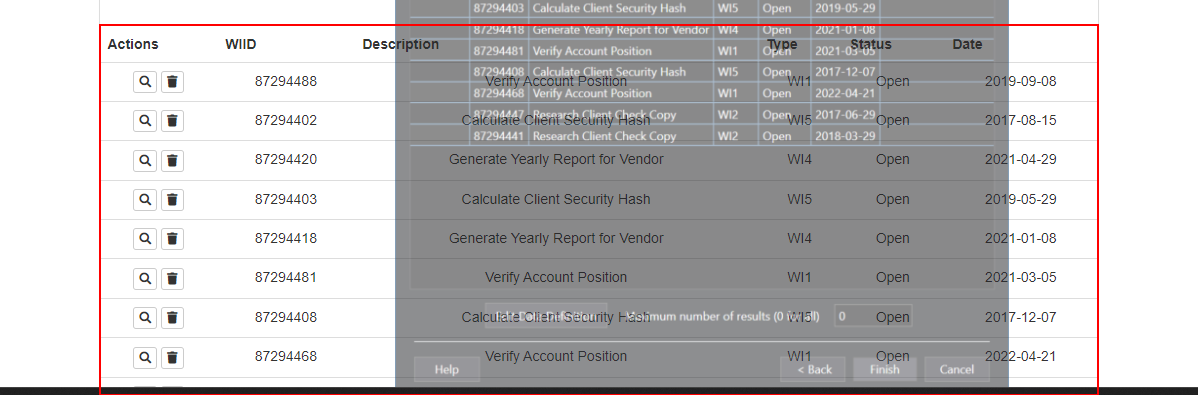 87294403 Calculate Client Security Hash WI5 Open 2019-05-29
87294418 Generate Yearly Report for Vendor WI4 Open 2021-01-08
Actions WIID Description Type Status Date
87294481 Verify Account Position WI1 Open 2021-03-05
87294408 Calculate Client Security Hash WI5 Open 2017-12-07
87294488 Verify Account Position WI1 Open 2019-09-08
87294468 Verify Account Position WI1 Open 2022-04-21
87294447 Research Client Check Copy WI2 Open 2017-06-29
87294402 Calculate Client Security Hash WI5 Open 2017-08-15
87294441 Research Client Check Copy WI2 Open 2018-03-29
87294420 Generate Yearly Report for Vendor WI4 Open 2021-04-29
87294403 Calculate Client Security Hash WI5 Open 2019-05-29
87294418 Generate Yearly Report for Vendor WI4 Open 2021-01-08
87294481 Verify Account Position WI1 Open 2021-03-05
Maximum number of results (0 for all) 0
87294408 Calculate Client Security Hash WI5 Open 2017-12-07
87294468 Verify Account Position WI1 Open 2022-04-21
Help < Back Finish Cancel